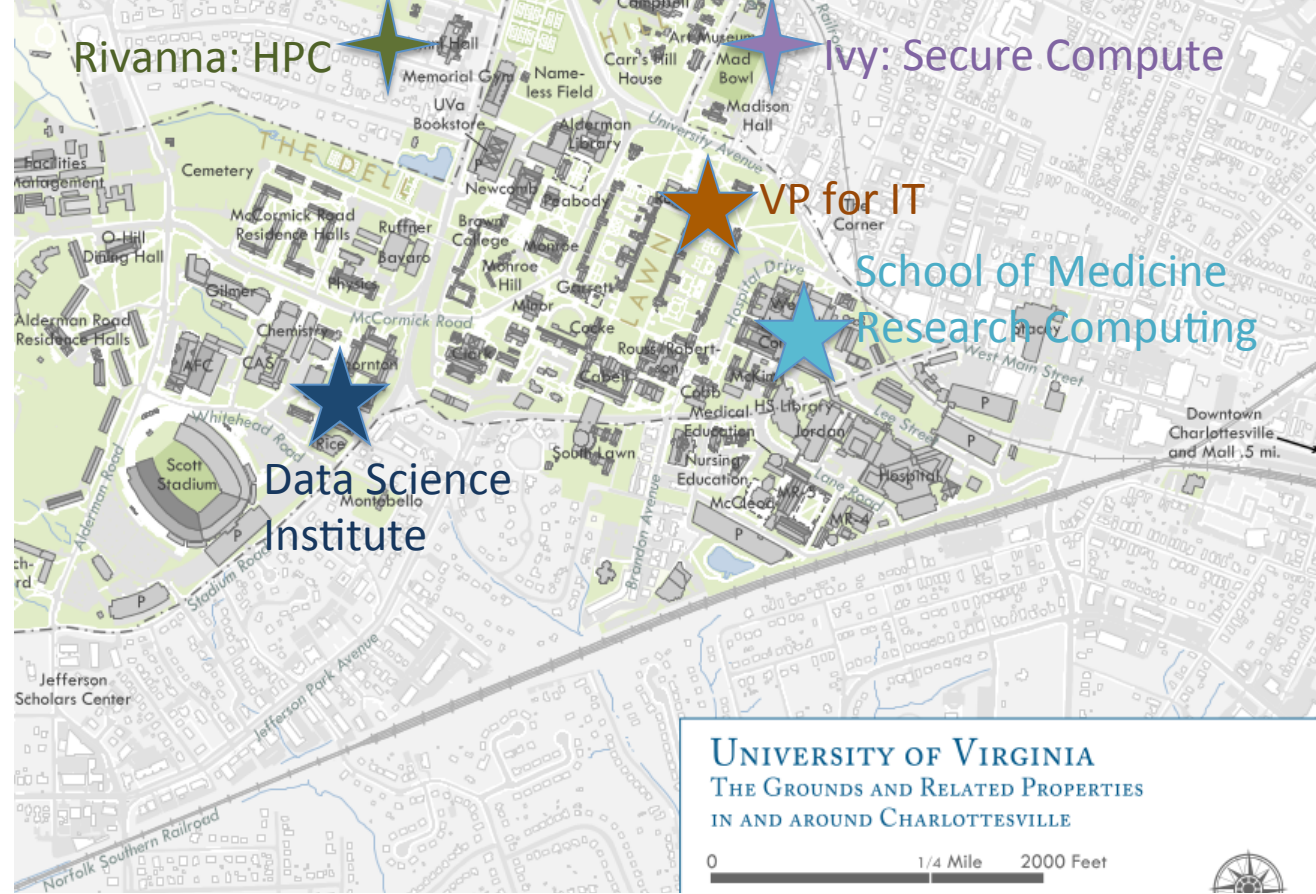 Campbell
HILL
Art Museum
Rivanna: HPC
Hall
Carr's Hill
House
Mad
Bowl
Ivy: Secure Compute
Memorial Gym
Name-
less Field
UVa
Bookstore
P
Madison
Hall
Alderman
Library
University Avenue
THE DELL
Facilities
Management
Cemetery
Newcomb
Peabody
VP for IT
The
Corner
McCormick Road
Residence Halls
Ruffner
Brown
College
Monroe
O-Hill
Dining Hall
Bavaro
Monroe
Hill
LAWN
Hospital Drive
School of Medicine
Research Computing
Gilmer
Physics
Garrett
Minor
Alderman Road
Residence Halls
Chemistry
McCormick Road
Cocke
Stacey
West Main Street
AFC
CAS
Clark
Cabell
Cobb
P
Whitehead Road
Rice
Medical
Education
HS Library
Jordan
Lee Street
P
Downtown
Charlottesville
and Mall .5 mi.
Scott
Stadium
Data Science
Institute
South Lawn
Nursing
Education
Hospital
Montebello
McLeod
MR-5
Lane Road
MR-4
Alderman Road
P
P
Brandon Avenue
P
Stadium Road
Jefferson
Scholars Center
Jefferson Park Avenue
Norfolk Southern Railroad
UNIVERSITY OF VIRGINIA
THE GROUNDS AND RELATED PROPERTIES
IN AND AROUND CHARLOTTESVILLE
0 1/4 Mile 2000 Feet